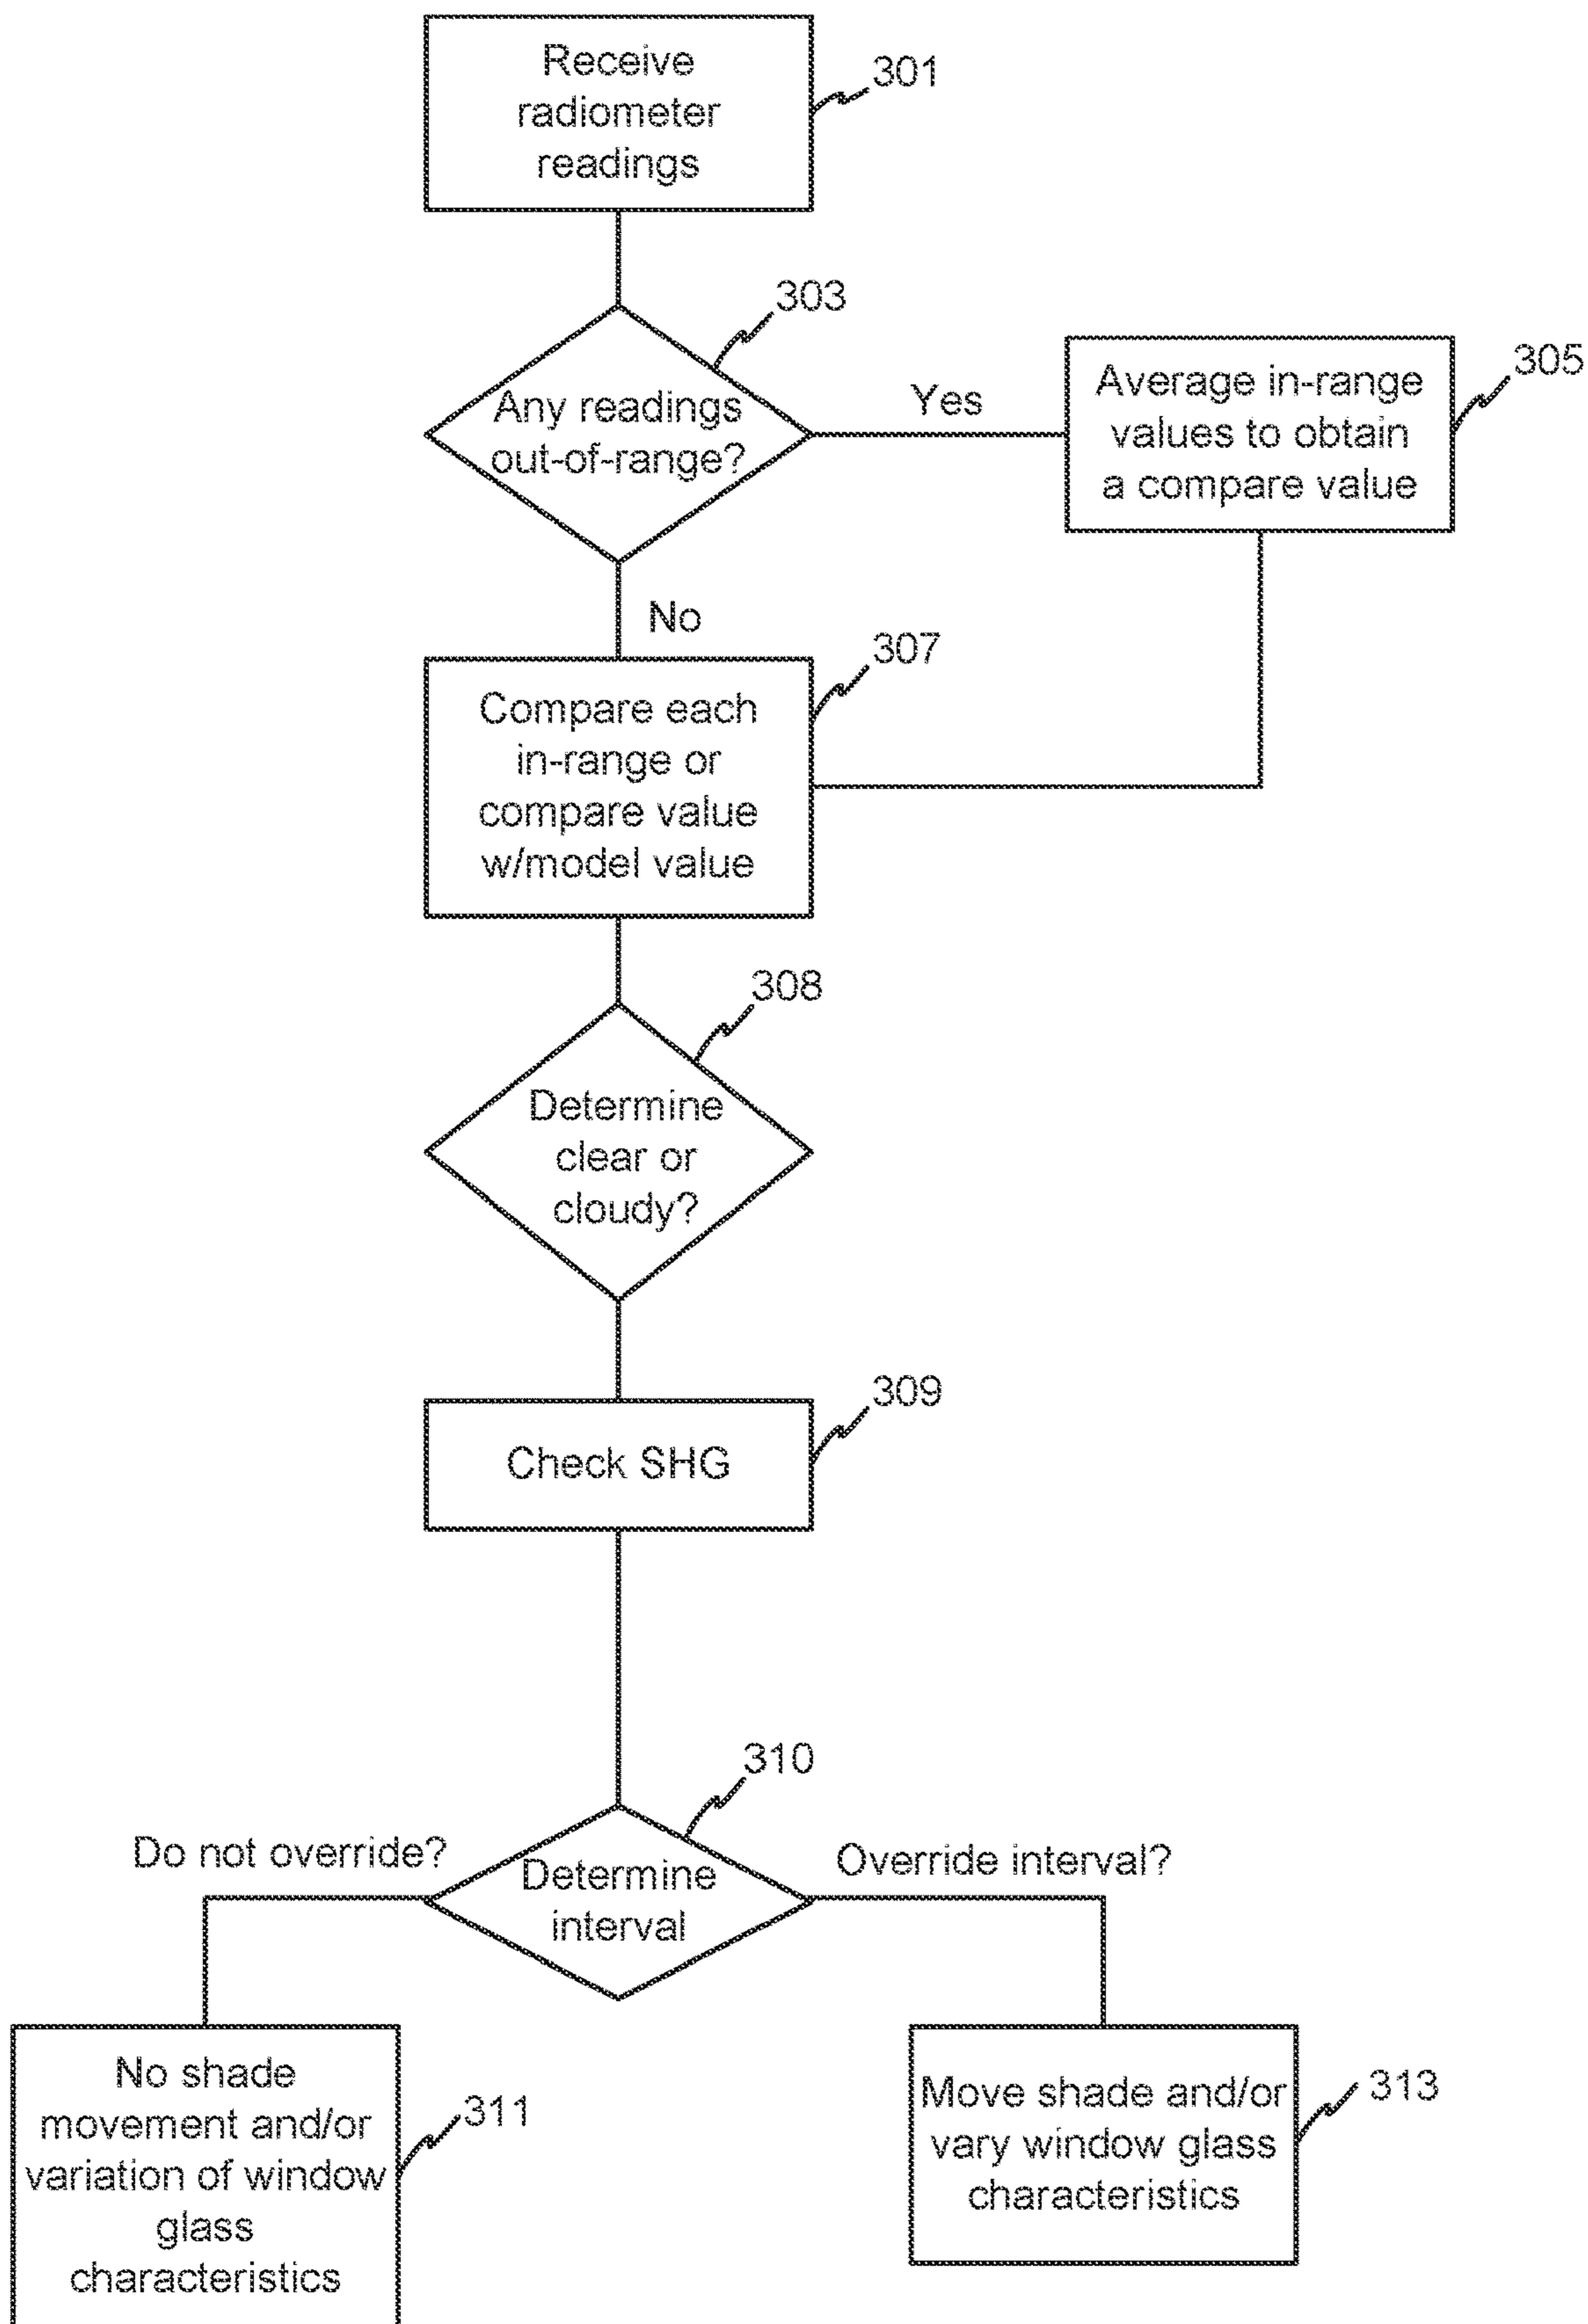 Receive
radiometer
readings
301
303
Any readings
out-of-range?
Yes
Average in-range
values to obtain
a compare value
305
No
307
Compare each
in-range or
compare value
w/model value
308
Determine
clear or
cloudy?
309
Check SHG
310
Do not override?
Determine
interval
Override interval?
No shade
movement and/or
variation of window
glass
characteristics
311
Move shade and/or
vary window glass
characteristics
313